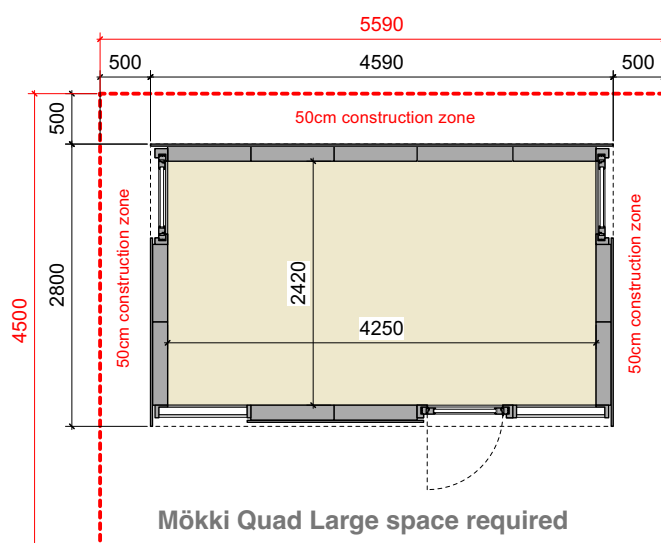 5590
500 4590 500
50cm construction zone
500
2800
4500
50cm construction zone
2420
4250
50cm construction zone
Mökki Quad Large space required